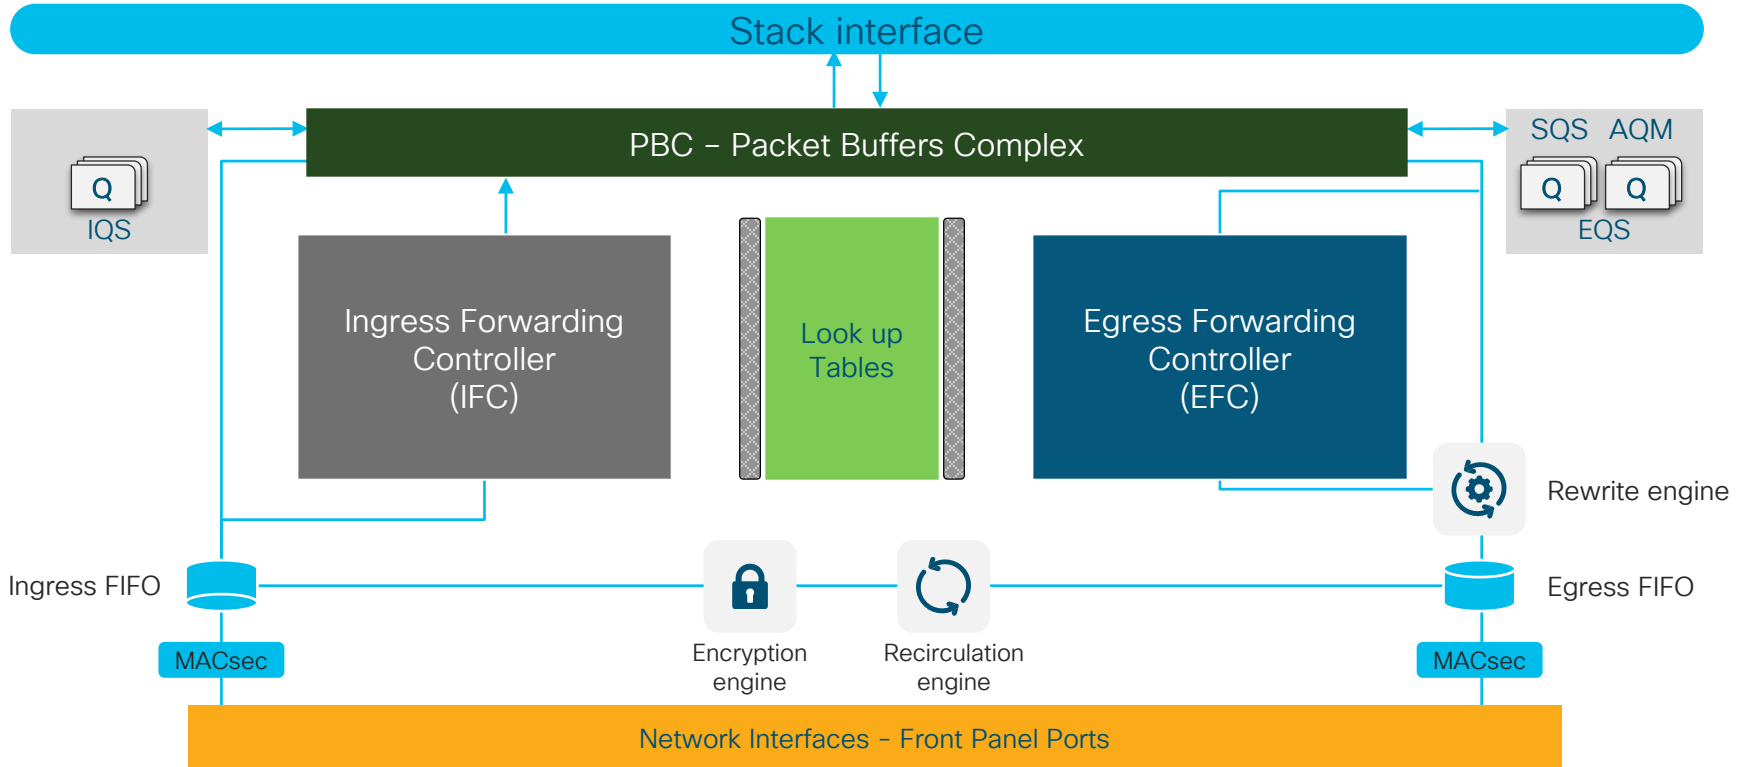 Stack interface
PBC – Packet Buffers Complex
Q
IQS
SQS AQM
Q Q
EQS
Ingress Forwarding
Controller
(IFC)
Look up
Tables
Egress Forwarding
Controller
(EFC)
Rewrite engine
Ingress FIFO
Egress FIFO
Encryption
engine
Recirculation
engine
MACsec
MACsec
Network Interfaces – Front Panel Ports